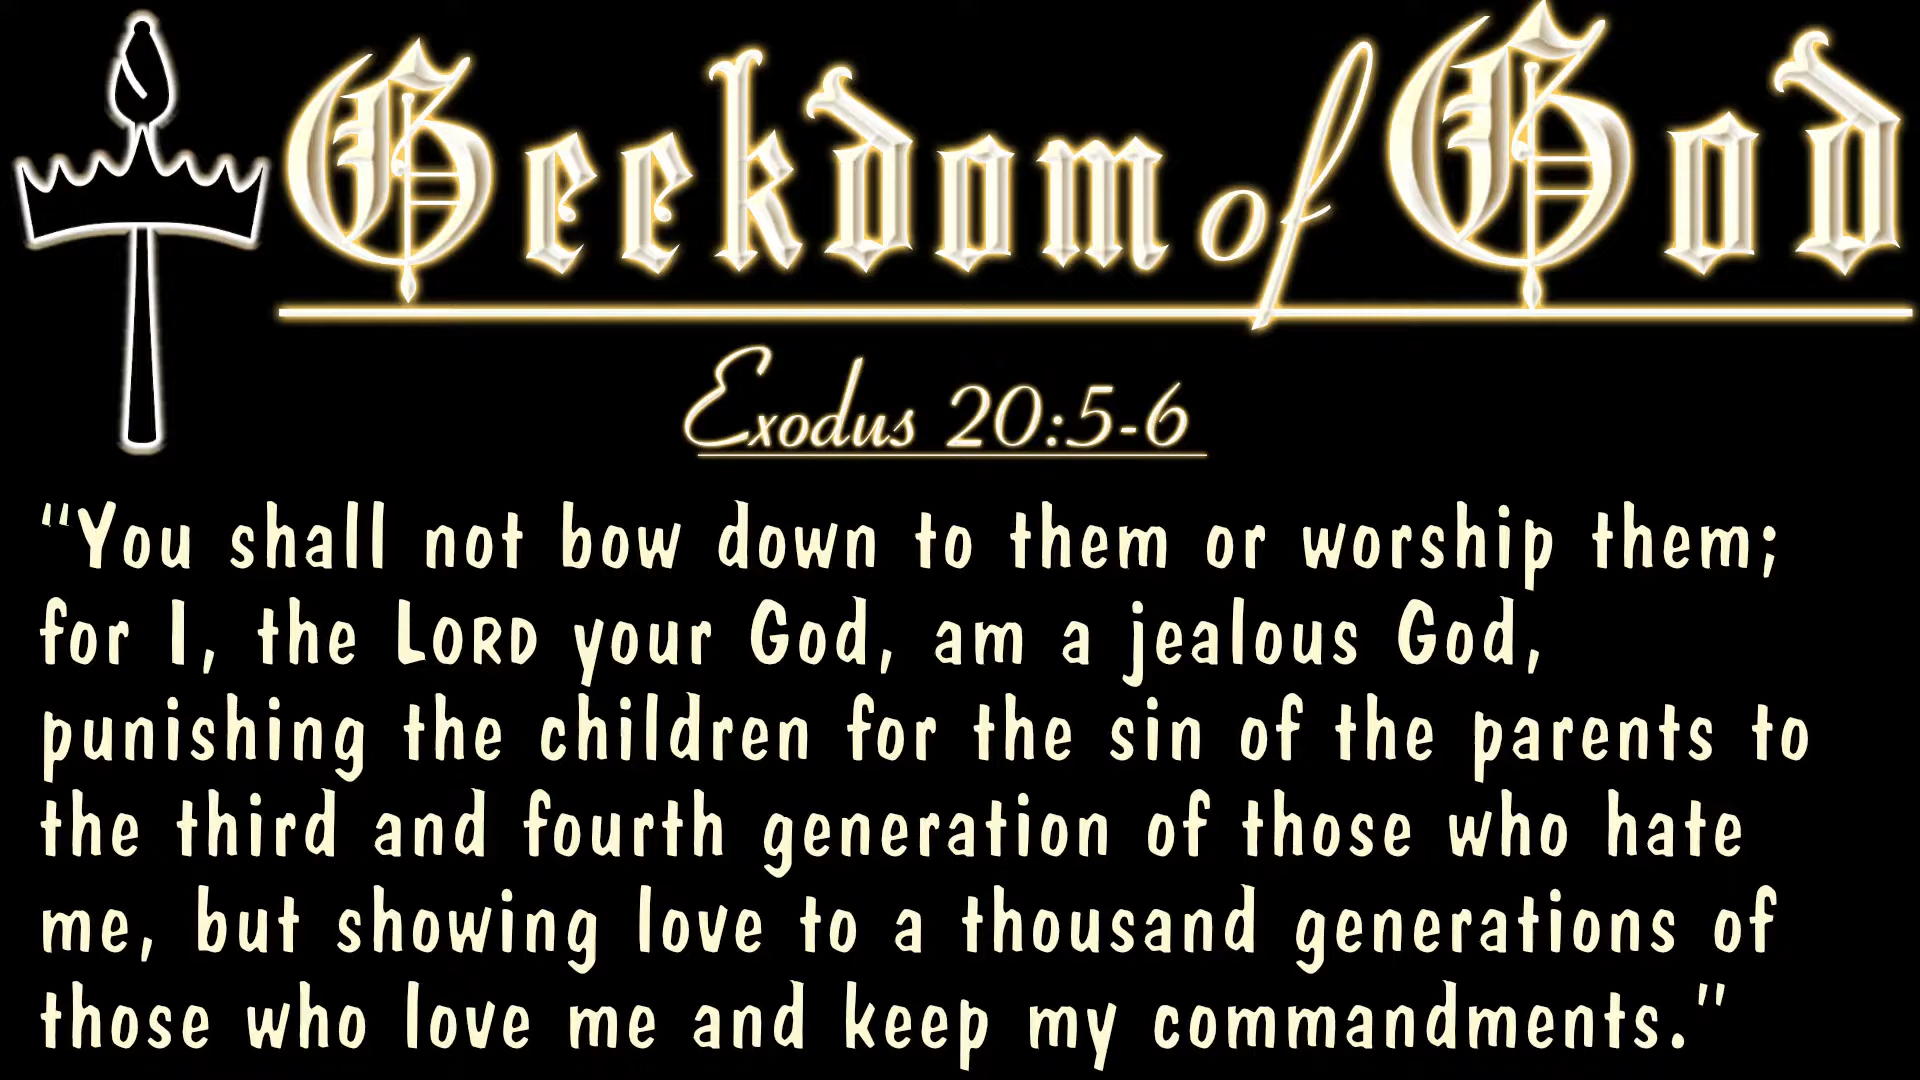 Geekdom of God
Exodus 20:5-6
"You shall not bow down to them or worship them;
for I, the LORD your God, am a jealous God,
punishing the children for the sin of the parents to
the third and fourth generation of those who hate
me, but showing love to a thousand generations of
those who love me and keep my commandments."